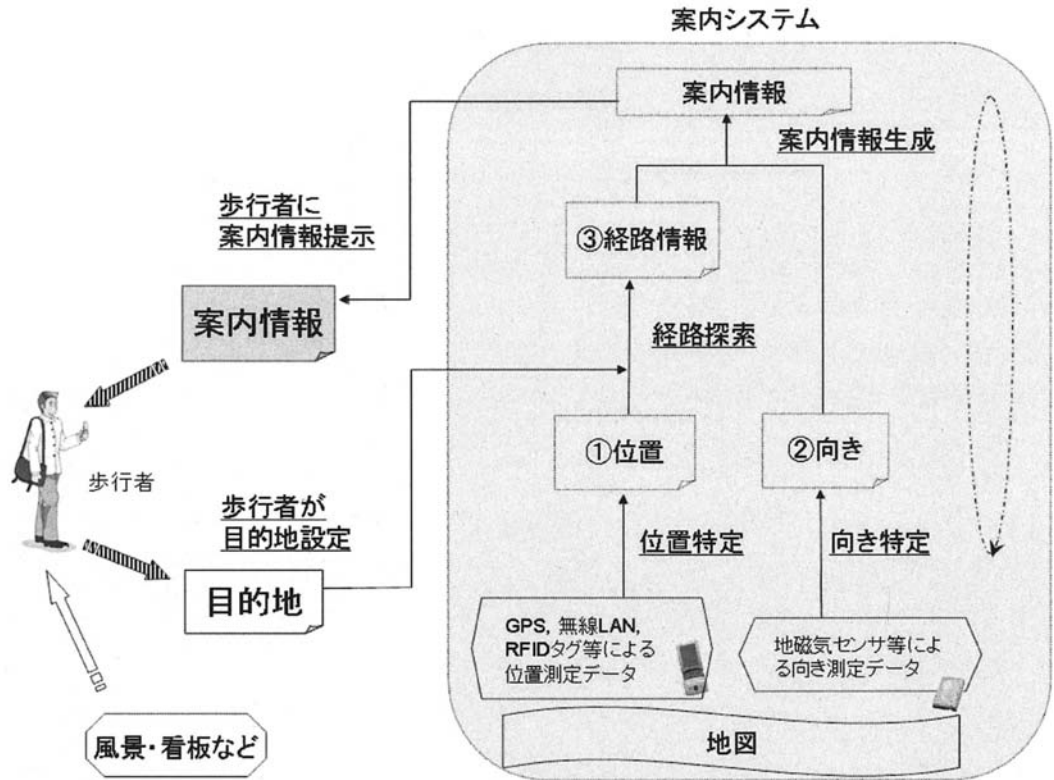 案内システム
案内情報
案内情報生成
歩行者に
案内情報提示
③経路情報
案内情報
経路探索
①位置
②向き
歩行者
歩行者が
目的地設定
位置特定
向き特定
目的地
GPS, 無線LAN,
RFIDタグ等による
位置測定データ
地磁気センサ等によ
る向き測定データ
風景・看板など
地図